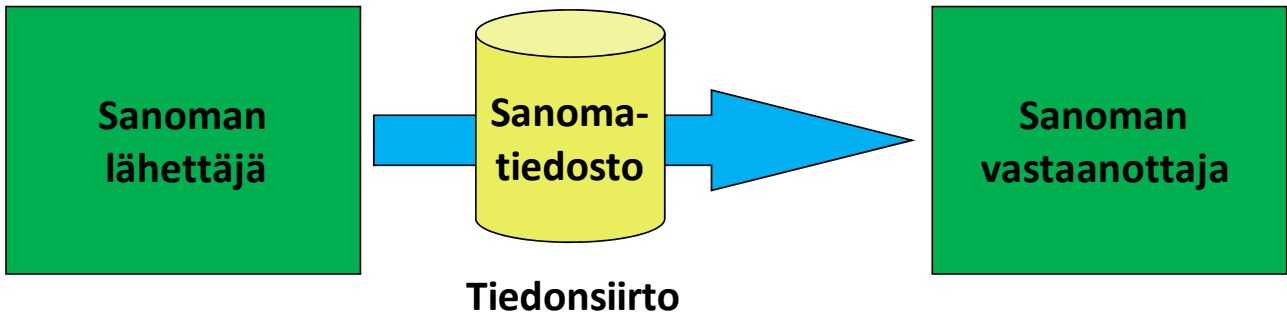 Sanoman
lähettäjä
Sanoma-
tiedosto
Sanoman
vastaanottaja
Tiedonsiirto